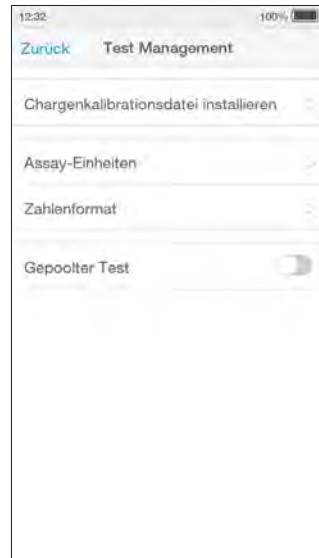 12:32 100%
Zurück Test Management
Chargenkalibrationsdatei installieren
Assay-Einheiten
Zahlenformat
Gepoolter Test